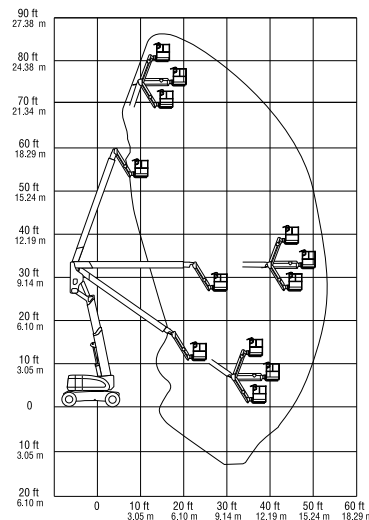 90 ft
27.38 m
80 ft
24.38 m
70 ft
21.34 m
60 ft
18.29 m
50 ft
15.24 m
40 ft
12.19 m
30 ft
9.14 m
20 ft
6.10 m
10 ft
3.05 m
0
10 ft
3.05 m
20 ft
6.10 m
0 10 ft 20 ft 30 ft 40 ft 50 ft 60 ft
3.05 m 6.10 m 9.14 m 12.19 m 15.24 m 18.29 m